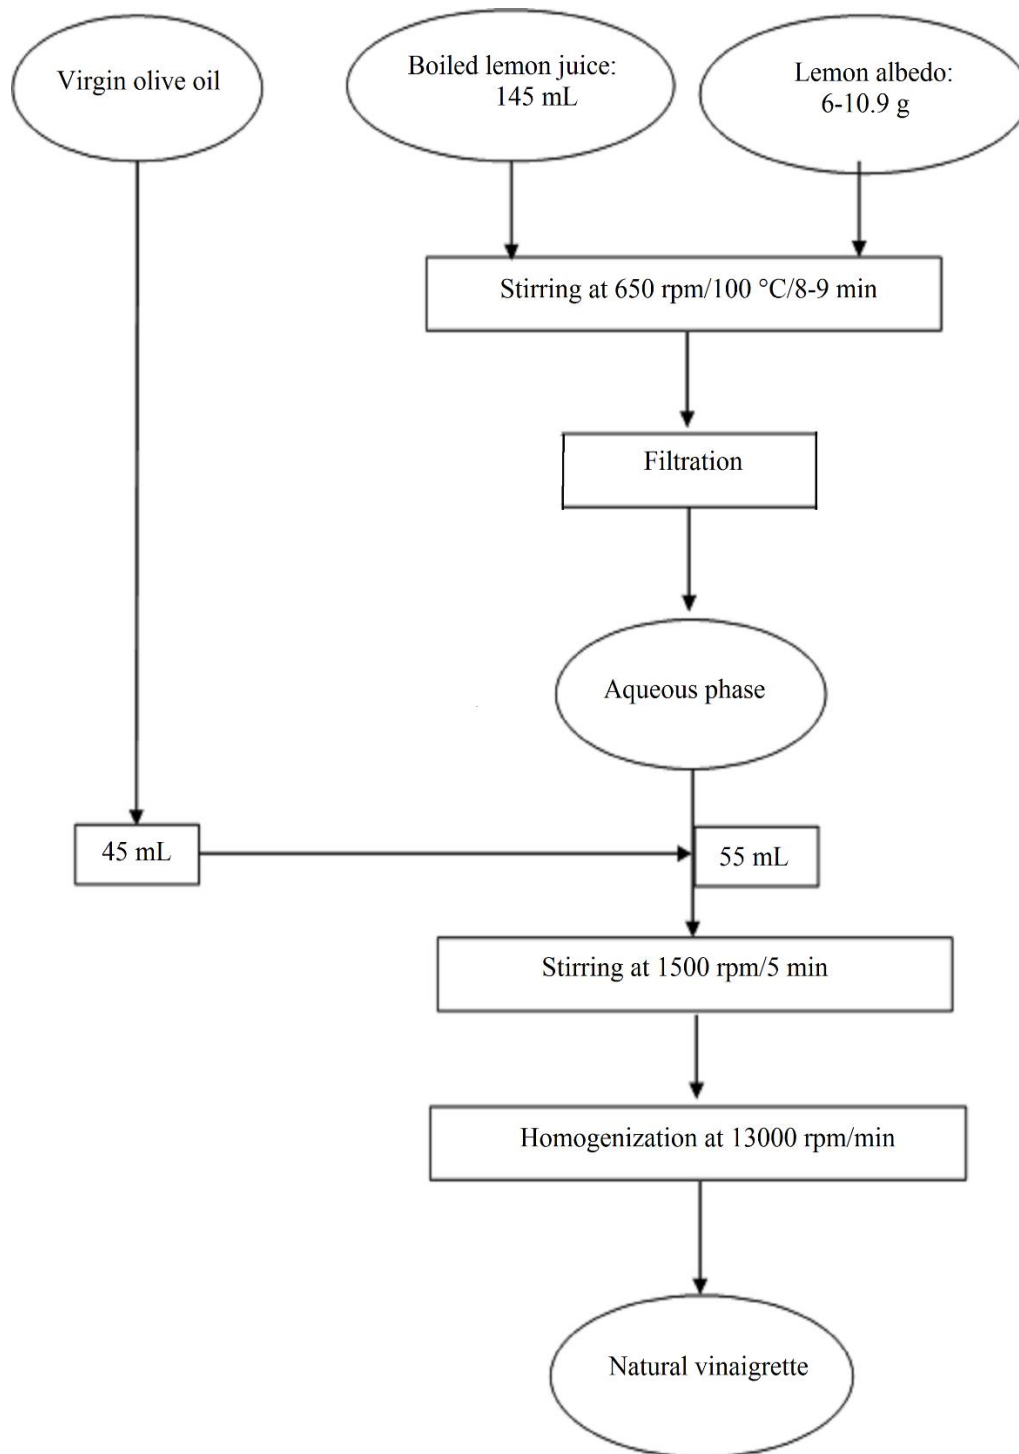 Virgin olive oil
Boiled lemon juice:
145 mL
Lemon albedo:
6-10.9 g
Stirring at 650 rpm/100 °C/8-9 min
Filtration
Aqueous phase
45 mL
55 mL
Stirring at 1500 rpm/5 min
Homogenization at 13000 rpm/min
Natural vinaigrette